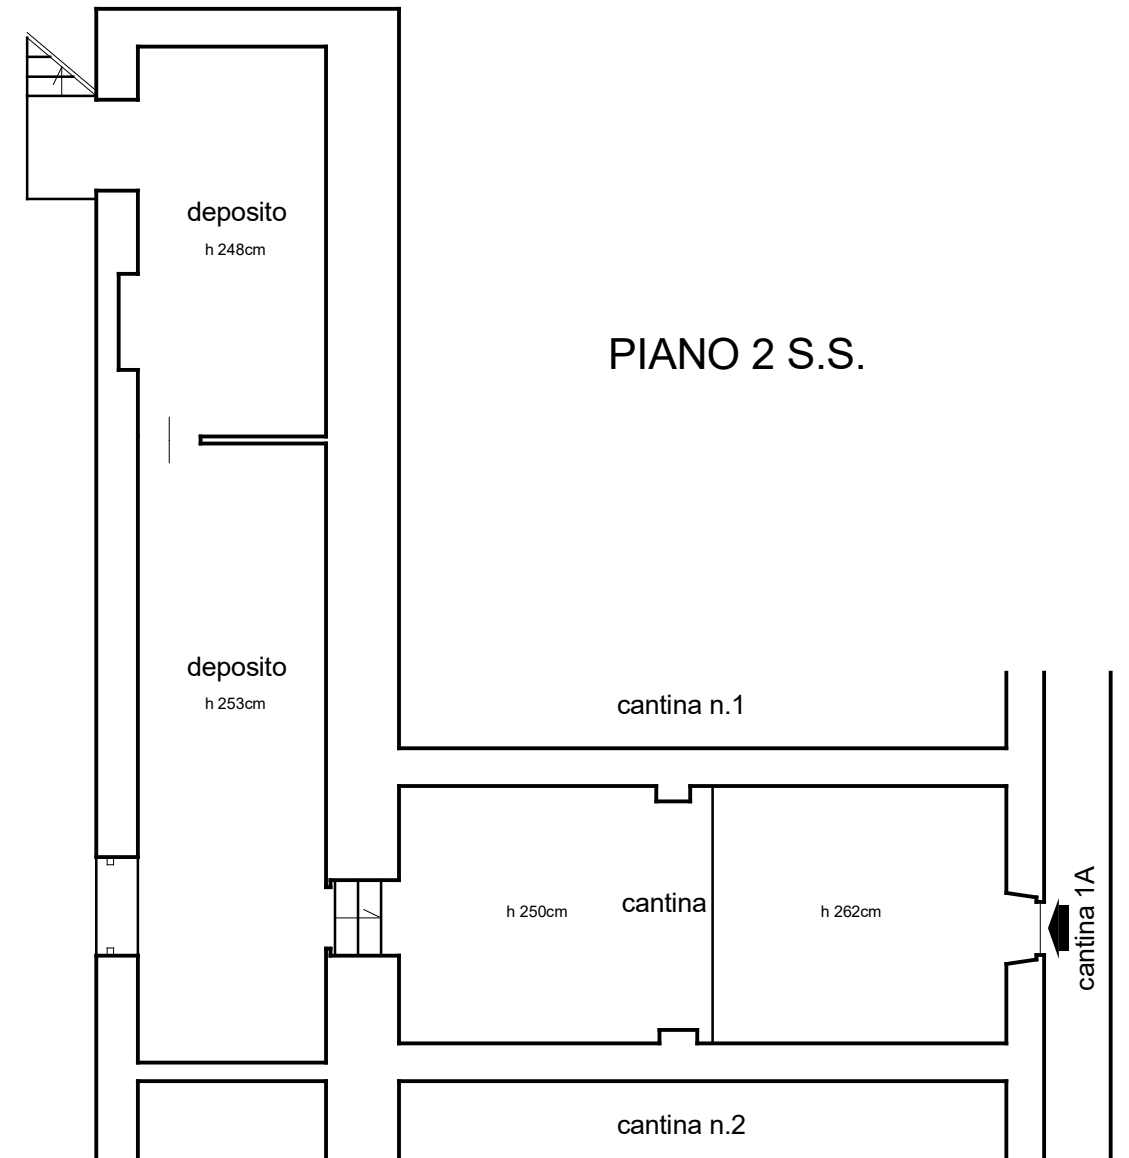 deposito
h 248cm
PIANO 2 S.S.
deposito
h 253cm
cantina n.1
h 250cm
cantina
h 262cm
cantina 1A
cantina n.2